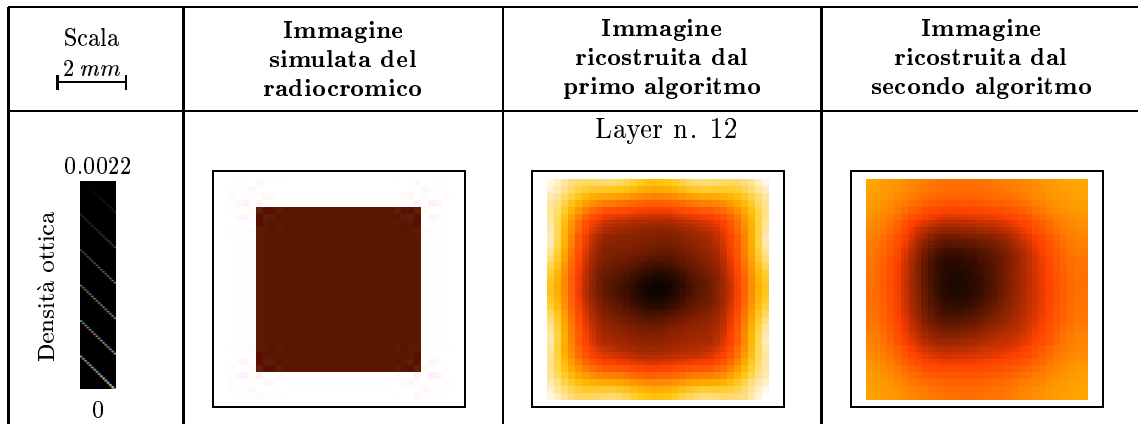 Scala
2 mm
Immagine
simulata del
radiocromico
Immagine
ricostruita dal
primo algoritmo
Immagine
ricostruita dal
secondo algoritmo
Layer n. 12
0.0022
Densità ottica
0